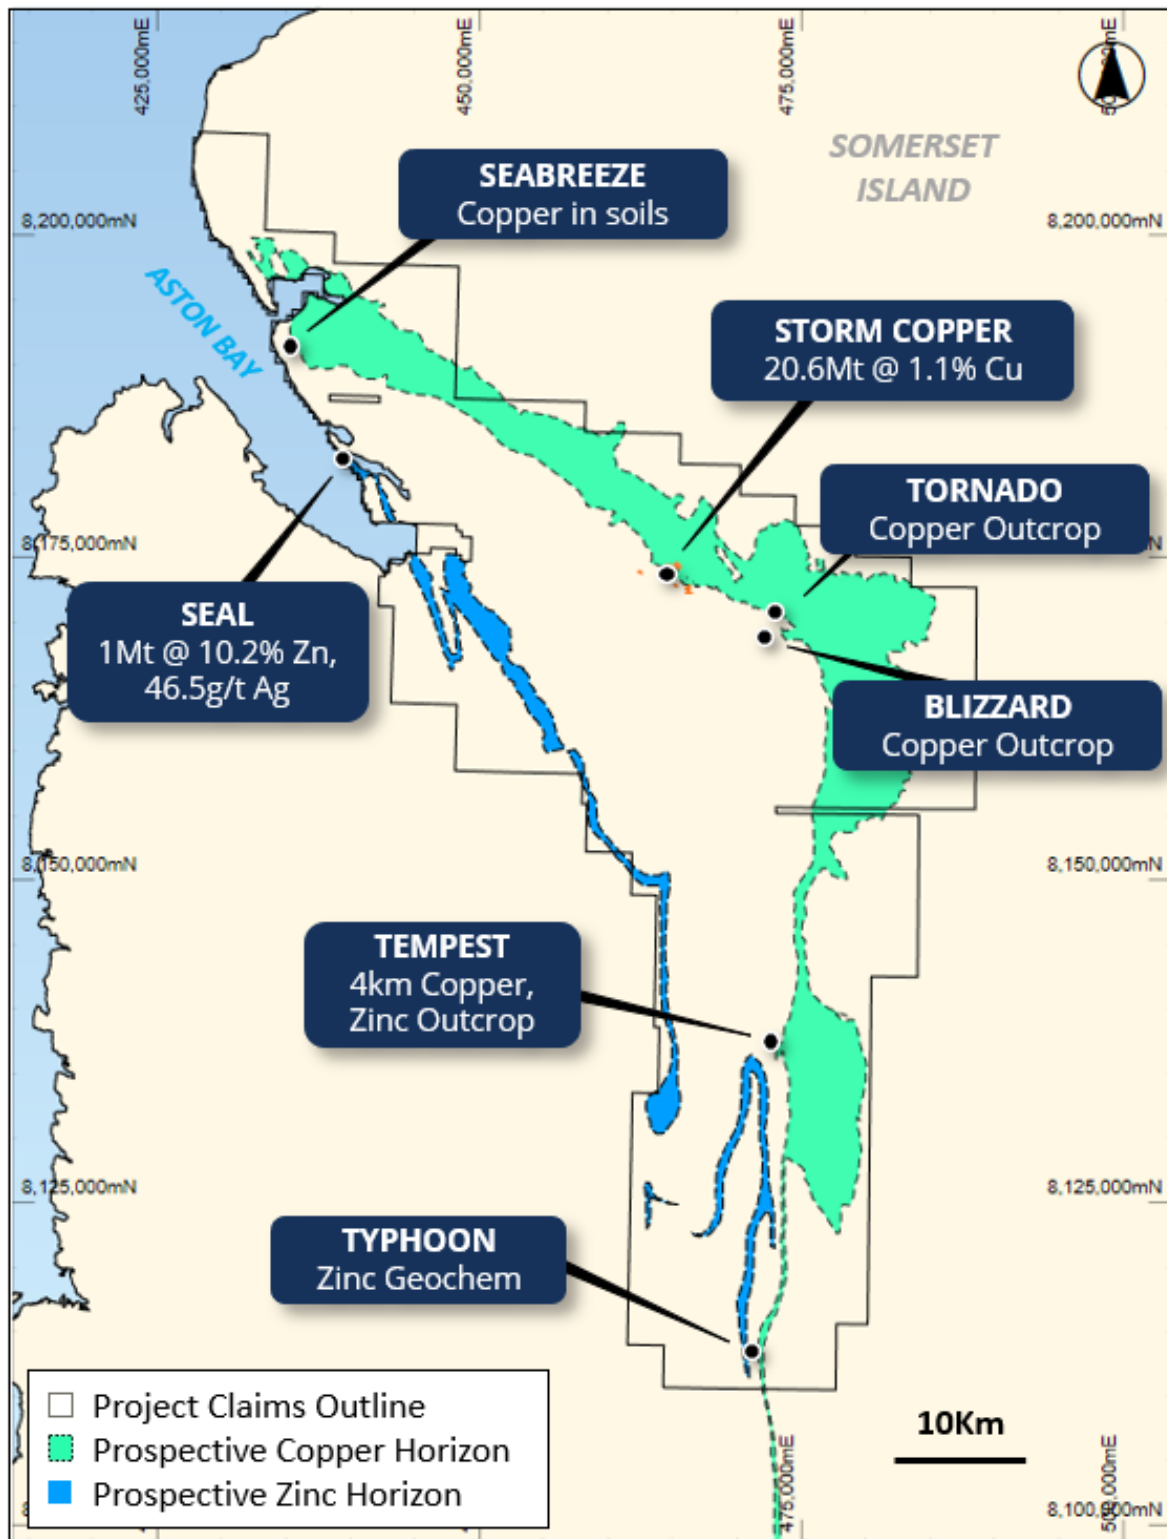 425,000mE
450,000mE
475,000mE
SOMERSET
ISLAND
SEABREEZE
Copper in soils
8,200,000mN
8,200,000mN
ASTON BAY
STORM COPPER
20.6Mt @ 1.1% Cu
TORNADO
Copper Outcrop
8,175,000mN
SEAL
1Mt @ 10.2% Zn,
46.5g/t Ag
BLIZZARD
Copper Outcrop
8,150,000mN
8,150,000mN
TEMPEST
4km Copper,
Zinc Outcrop
8,125,000mN
8,125,000mN
TYPHOON
Zinc Geochem
Project Claims Outline
Prospective Copper Horizon
Prospective Zinc Horizon
10Km
475,000mE
500,000mE
8,100,000mN